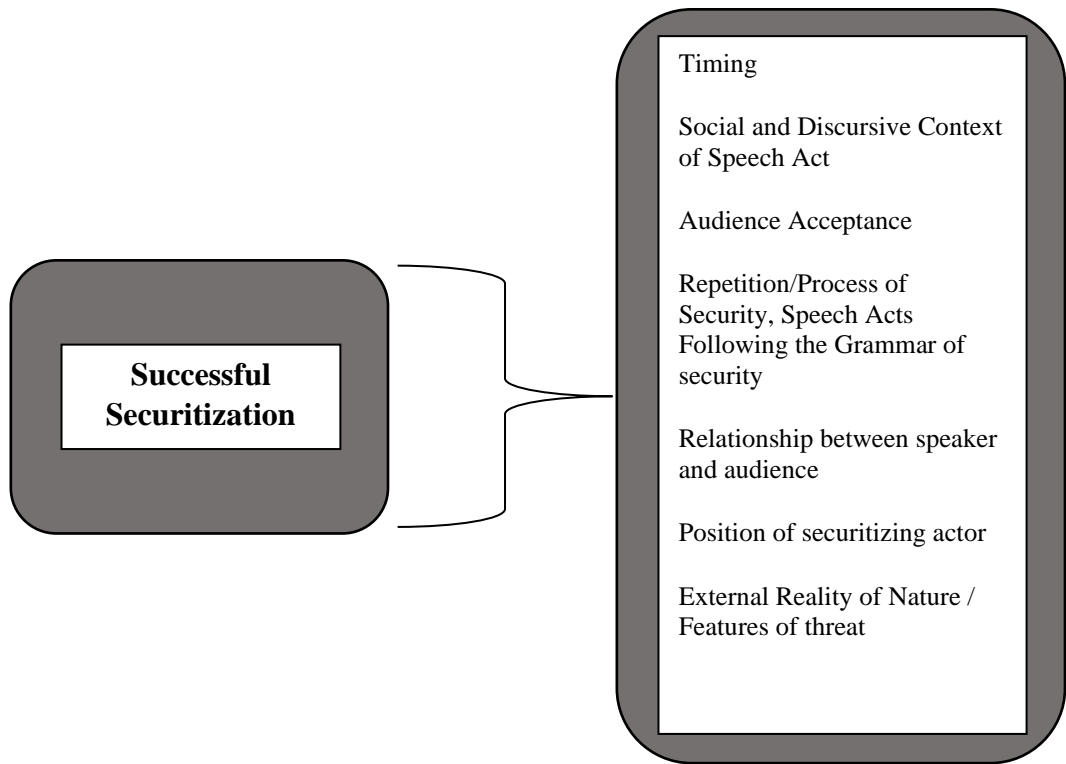 Successful
Securitization
Timing
Social and Discursive Context
of Speech Act
Audience Acceptance
Repetition/Process of
Security, Speech Acts
Following the Grammar of
security
Relationship between speaker
and audience
Position of securitizing actor
External Reality of Nature /
Features of threat